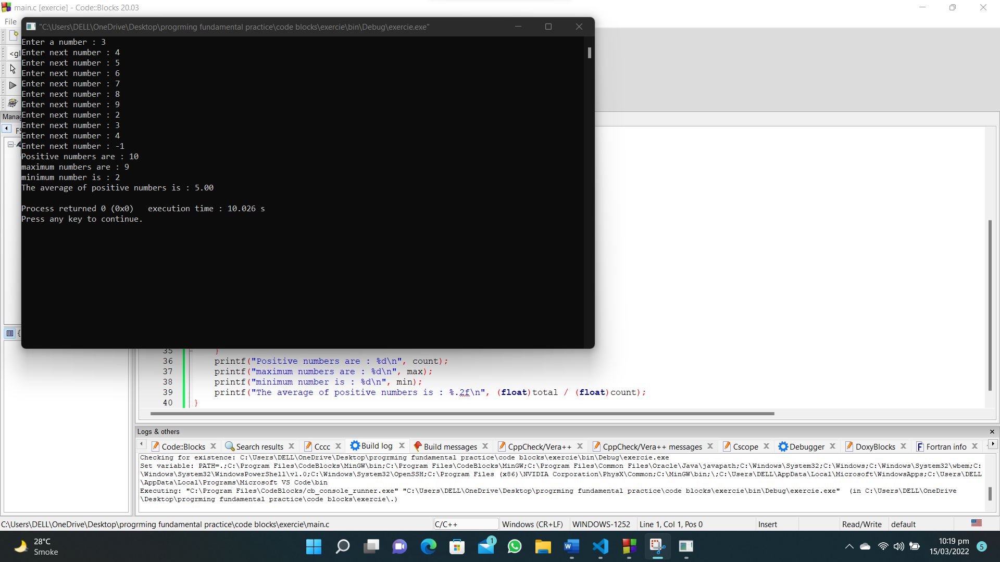 main.c [exercie] - Code::Blocks 20.03
File
"C:\Users\DELL\OneDrive\Desktop\progrming fundamental practice\code blocks\exercie\bin\Debug\exercie.exe"
Enter a number : 3
Enter next number : 4
Enter next number : 5
Enter next number : 6
Enter next number : 7
Enter next number : 8
Enter next number : 9
Enter next number : 2
Enter next number : 3
Enter next number : 4
Enter next number : -1
Positive numbers are : 10
maximum numbers are : 9
minimum number is : 2
The average of positive numbers is : 5.00
Process returned 0 (0x0)   execution time : 10.026 s
Press any key to continue.
35 }
36 printf("Positive numbers are : %d\n", count);
37 printf("maximum numbers are : %d\n", max);
38 printf("minimum number is : %d\n", min);
39 printf("The average of positive numbers is : %.2f\n", (float)total / (float)count);
40 }
Logs & others
Code::Blocks Search results Cccc Build log Build messages CppCheck/Vera++ CppCheck/Vera++ messages Cscope Debugger DoxyBlocks Fortran info
Checking for existence: C:\Users\DELL\OneDrive\Desktop\progrming fundamental practice\code blocks\exercie\bin\Debug\exercie.exe
Set variable: PATH=.;C:\Program Files\CodeBlocks\MinGW\bin;C:\Program Files\CodeBlocks\MinGW;C:\Program Files\Common Files\Oracle\Java\javapath;C:\Windows\System32;C:\Windows;C:\Windows\System32\wbem;C:
\Windows\System32\WindowsPowerShell\v1.0;C:\Windows\System32\OpenSSH;C:\Program Files (x86)\NVIDIA Corporation\PhysX\Common;C:\MinGW\bin;\;C:\Users\DELL\AppData\Local\Microsoft\WindowsApps;C:\Users\DELL
\AppData\Local\Programs\Microsoft VS Code\bin
Executing: "C:\Program Files\CodeBlocks/cb_console_runner.exe" "C:\Users\DELL\OneDrive\Desktop\progrming fundamental practice\code blocks\exercie\bin\Debug\exercie.exe"  (in C:\Users\DELL\OneDrive
\Desktop\progrming fundamental practice\code blocks\exercie\.)
C:\Users\DELL\OneDrive\Desktop\progrming fundamental practice\code blocks\exercie\main.c C/C++ Windows (CR+LF) WINDOWS-1252 Line 1, Col 1, Pos 0 Insert Read/Write default
28°C
Smoke
1
10:19 pm
15/03/2022
5